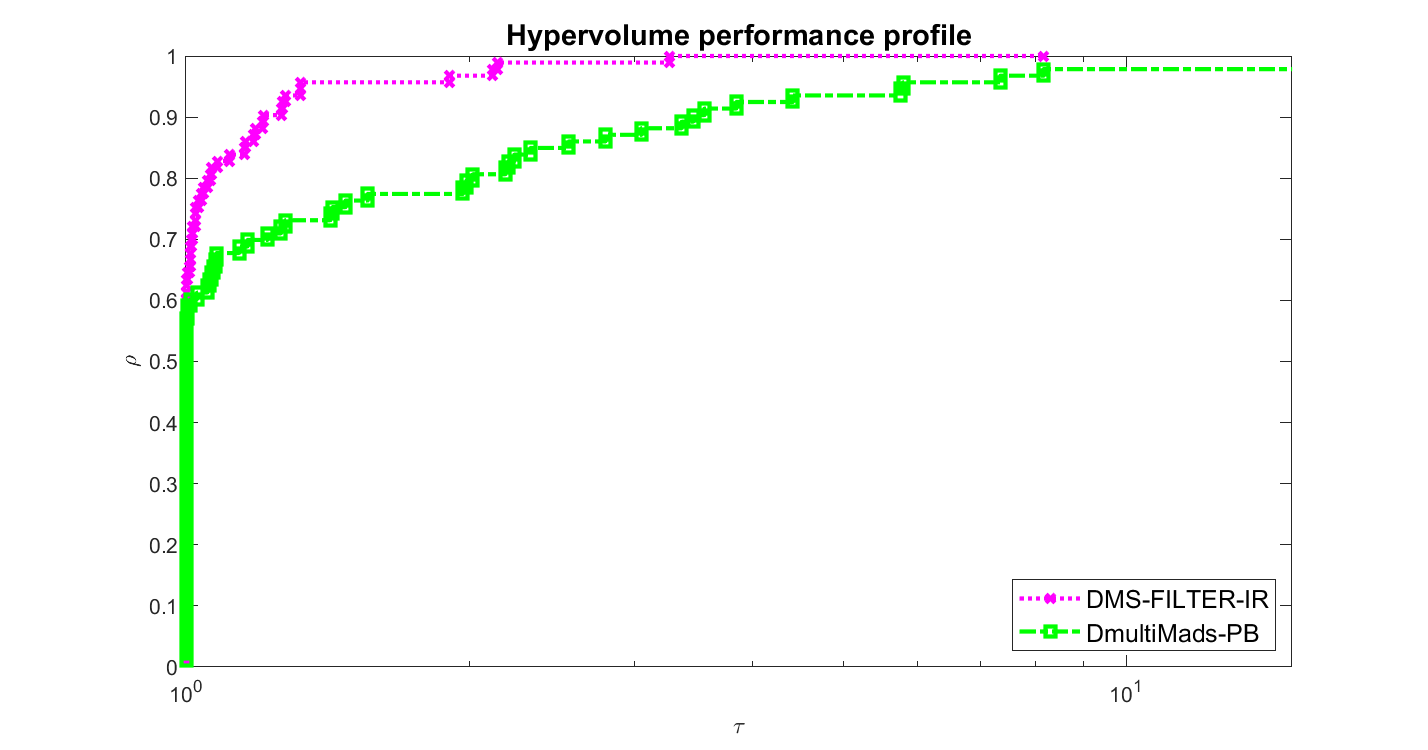 Hypervolume performance profile
1
0.9
0.8
0.7
0.6
0.5
0.4
0.3
0.2
0.1
0
ρ
10^0
10^1
τ
DMS-FILTER-IR
DmultiMads-PB